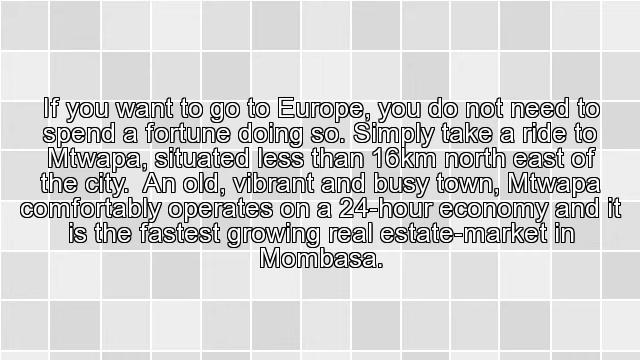 If you want to go to Europe, you do not need to
spend a fortune doing so. Simply take a ride to
Mtwapa, situated less than 16km north east of
the city.  An old, vibrant and busy town, Mtwapa
comfortably operates on a 24-hour economy and it
is the fastest growing real estate-market in
Mombasa.